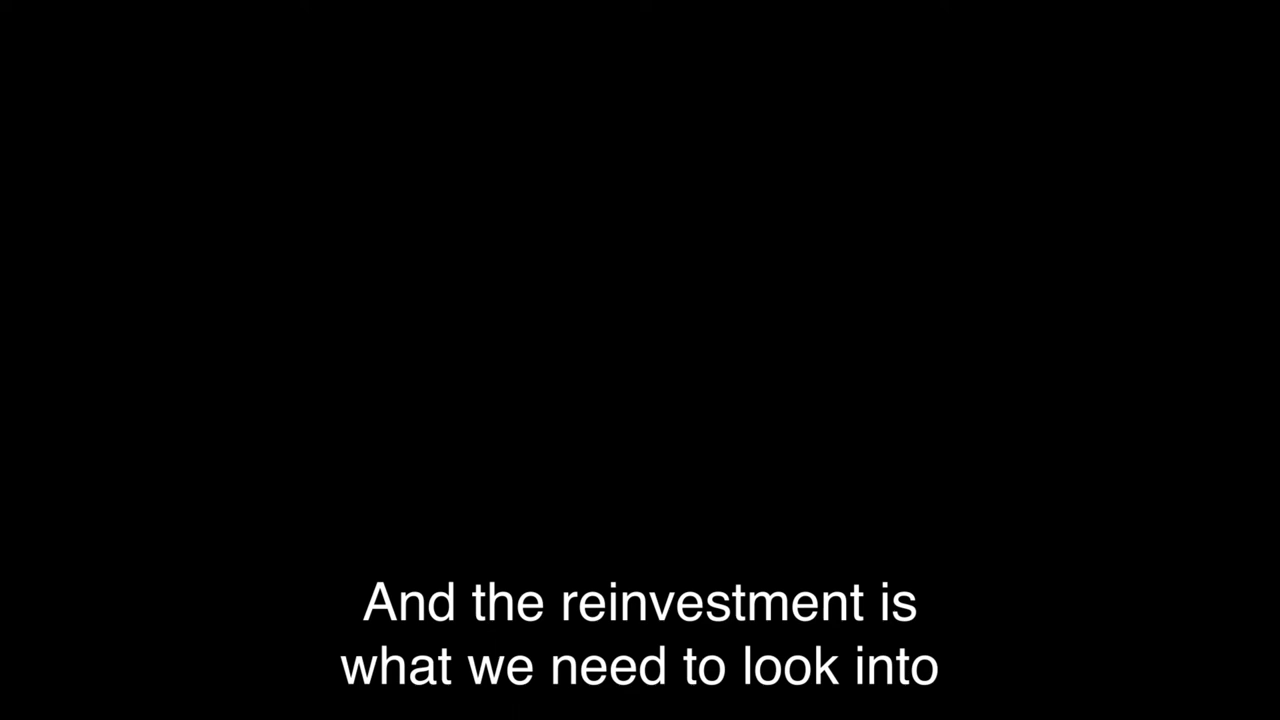 And the reinvestment is
what we need to look into